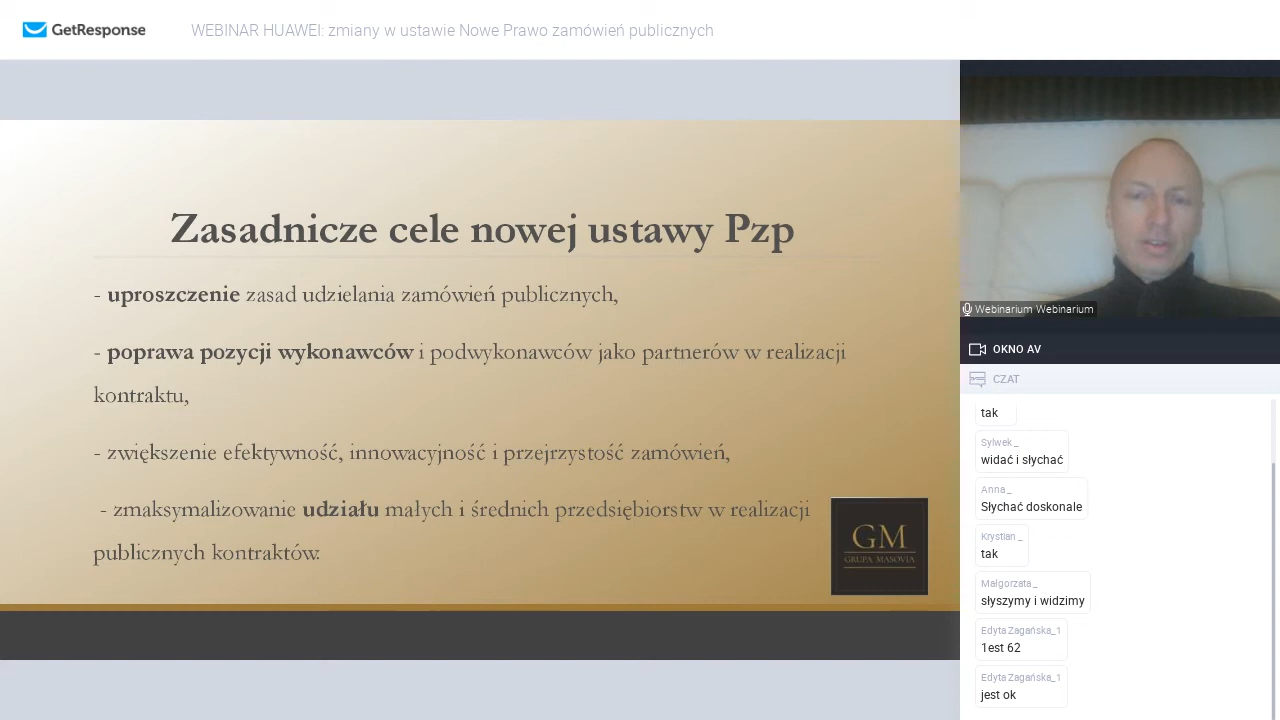 GetResponse
WEBINAR HUAWEI: zmiany w ustawie Nowe Prawo zamówień publicznych
Zasadnicze cele nowej ustawy Pzp
- uproszczenie zasad udzielania zamówień publicznych,
- poprawa pozycji wykonawców i podwykonawców jako partnerów w realizacji
kontraktu,
- zwiększenie efektywność, innowacyjność i przejrzystość zamówień,
- zmaksymalizowanie udziału małych i średnich przedsiębiorstw w realizacji
publicznych kontraktów.
GM
GRUPA MASOVIA
Webinarium Webinarium
OKNO AV
CZAT
tak
Sylwek _
widać i słychać
Anna _
Słychać doskonale
Krystian _
tak
Małgorzata _
słyszymy i widzimy
Edyta Zagańska_1
1est 62
Edyta Zagańska_1
jest ok